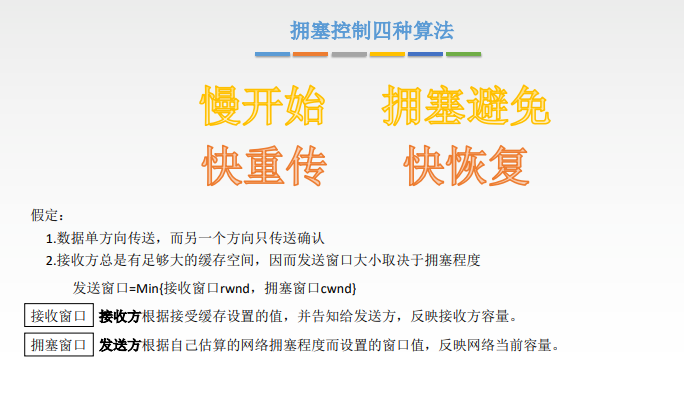 拥塞控制四种算法
慢开始 拥塞避免
快重传 快恢复
假定：
1.数据单方向传送，而另一个方向只传送确认
2.接收方总是有足够大的缓存空间，因而发送窗口大小取决于拥塞程度
发送窗口=Min{接收窗口rwnd，拥塞窗口cwnd}
接收窗口 接收方根据接受缓存设置的值，并告知给发送方，反映接收方容量。
拥塞窗口 发送方根据自己估算的网络拥塞程度而设置的窗口值，反映网络当前容量。